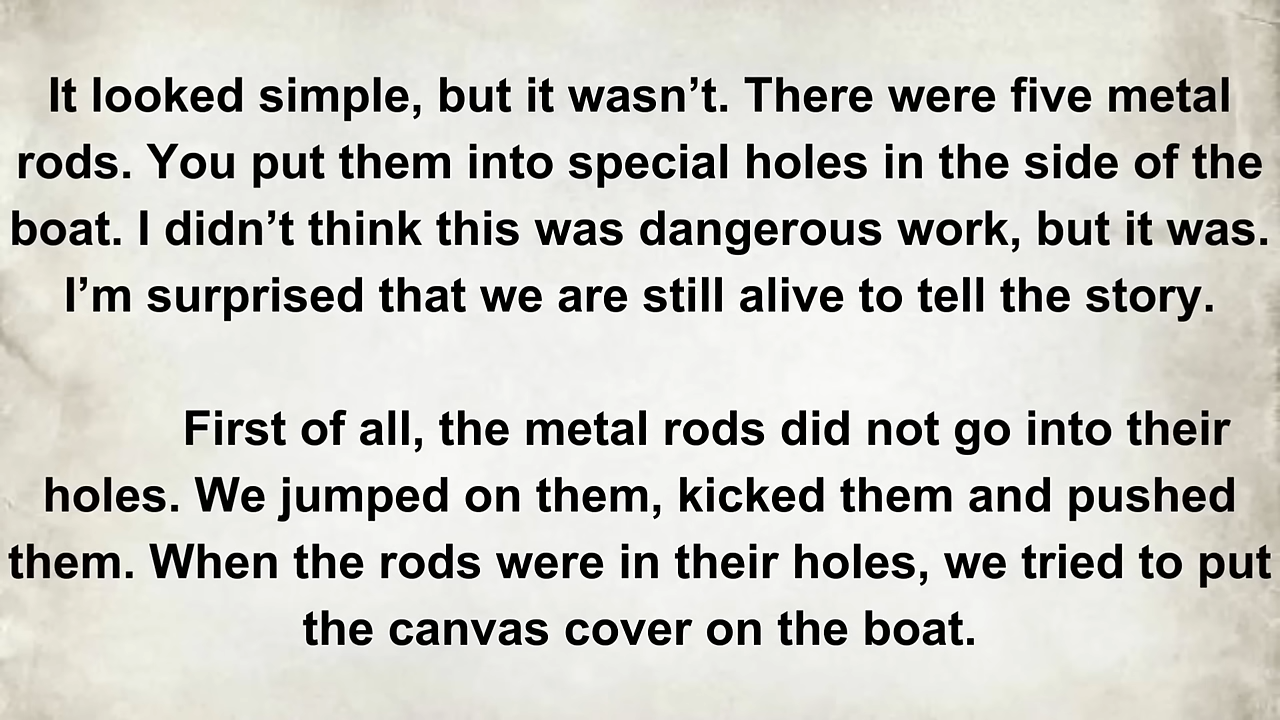 It looked simple, but it wasn’t. There were five metal
rods. You put them into special holes in the side of the
boat. I didn’t think this was dangerous work, but it was.
I’m surprised that we are still alive to tell the story.
First of all, the metal rods did not go into their
holes. We jumped on them, kicked them and pushed
them. When the rods were in their holes, we tried to put
the canvas cover on the boat.